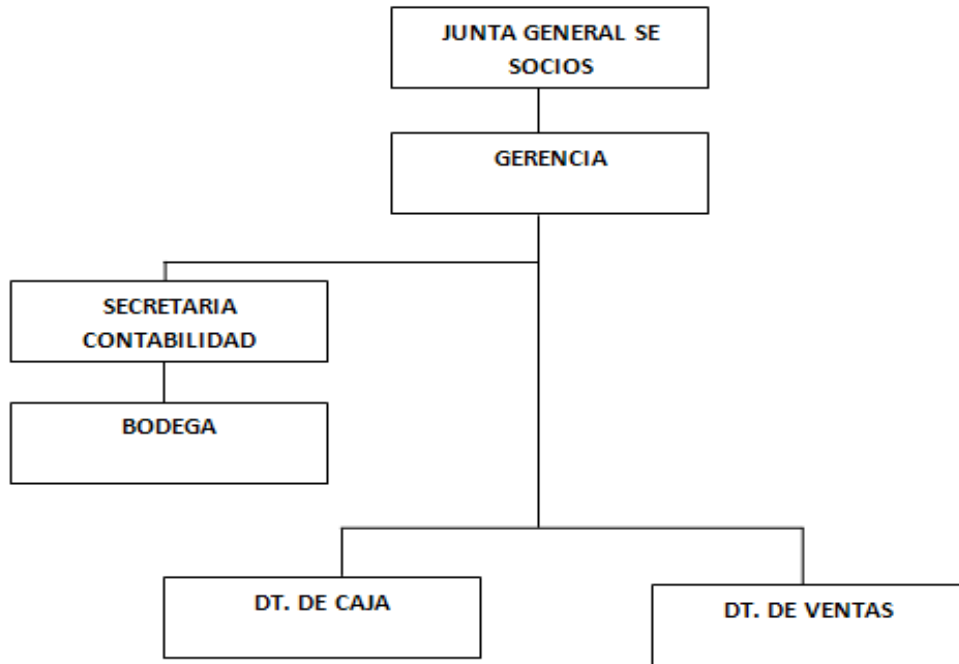 JUNTA GENERAL SE
SOCIOS
GERENCIA
SECRETARIA
CONTABILIDAD
BODEGA
DT. DE CAJA
DT. DE VENTAS